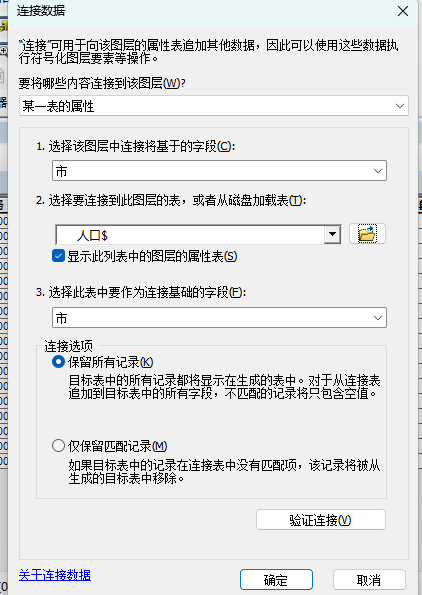 连接数据
“连接”可用于向该图层的属性表追加其他数据，因此可以使用这些数据执
行符号化图层要素等操作。
要将哪些内容连接到该图层(W)?
某一表的属性
1. 选择该图层中连接将基于的字段(C):
市
2. 选择要连接到此图层的表，或者从磁盘加载表(T):
人口$
显示此列表中的图层的属性表(S)
3. 选择此表中要作为连接基础的字段(F):
市
连接选项
保留所有记录(K)
目标表中的所有记录都将显示在生成的表中。对于从连接表
追加到目标表中的所有字段，不匹配的记录将只包含空值。
仅保留匹配记录(M)
如果目标表中的记录在连接表中没有匹配项，该记录将被从
生成的目标表中移除。
验证连接(V)
关于连接数据
确定
取消